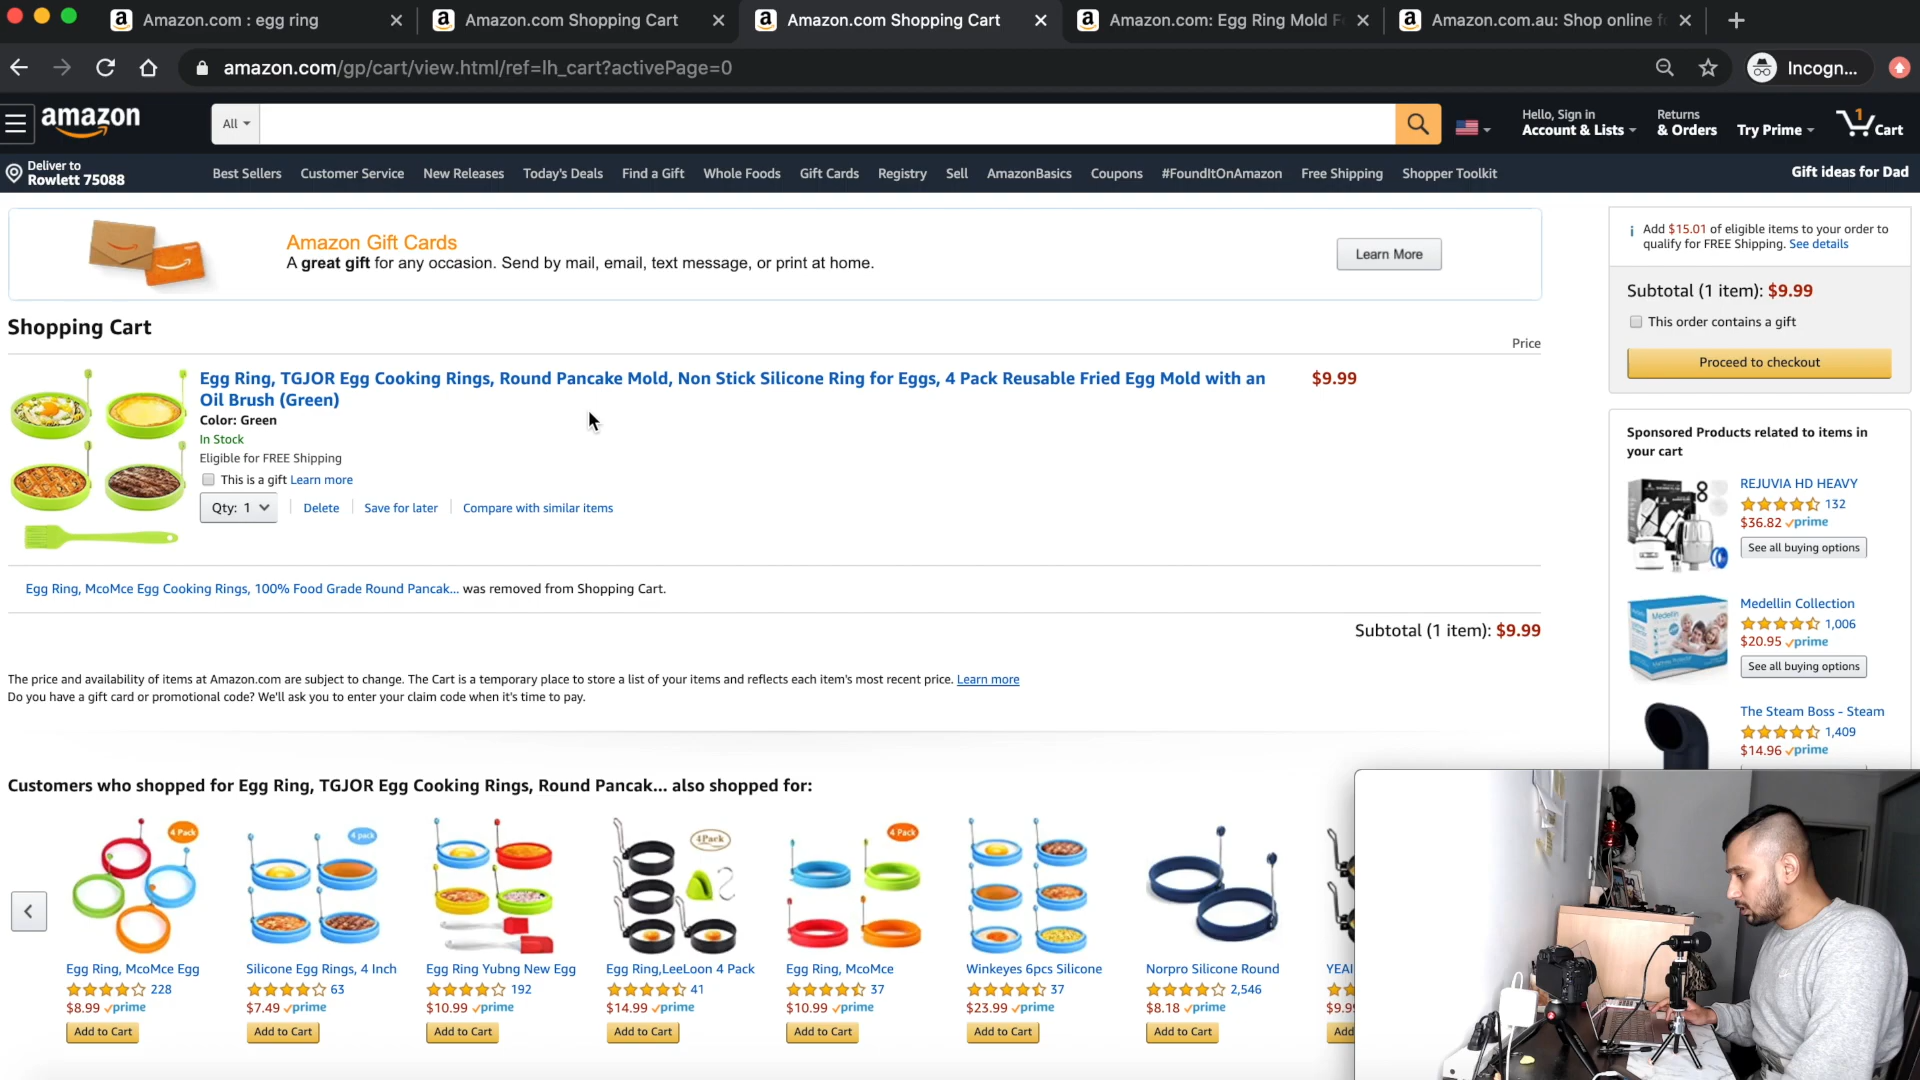 Amazon.com : egg ring
Amazon.com Shopping Cart
Amazon.com Shopping Cart
Amazon.com: Egg Ring Mold F
Amazon.com.au: Shop online f
amazon.com/gp/cart/view.html/ref=lh_cart?activePage=0
Incogn...
amazon
All
Hello, Sign in
Account & Lists
Returns
& Orders
Try Prime
1
Cart
Deliver to
Rowlett 75088
Best Sellers Customer Service New Releases Today's Deals Find a Gift Whole Foods Gift Cards Registry Sell AmazonBasics Coupons #FoundItOnAmazon Free Shipping Shopper Toolkit
Gift ideas for Dad
Amazon Gift Cards
A great gift for any occasion. Send by mail, email, text message, or print at home.
Learn More
Add $15.01 of eligible items to your order to
qualify for FREE Shipping. See details
Subtotal (1 item): $9.99
This order contains a gift
Proceed to checkout
Shopping Cart
Price
Egg Ring, TGJOR Egg Cooking Rings, Round Pancake Mold, Non Stick Silicone Ring for Eggs, 4 Pack Reusable Fried Egg Mold with an
Oil Brush (Green)
$9.99
Color: Green
In Stock
Eligible for FREE Shipping
This is a gift Learn more
Qty: 1
Delete
Save for later
Compare with similar items
Egg Ring, McoMce Egg Cooking Rings, 100% Food Grade Round Pancak... was removed from Shopping Cart.
Subtotal (1 item): $9.99
The price and availability of items at Amazon.com are subject to change. The Cart is a temporary place to store a list of your items and reflects each item's most recent price. Learn more
Do you have a gift card or promotional code? We'll ask you to enter your claim code when it's time to pay.
Sponsored Products related to items in
your cart
REJUVIA HD HEAVY
132
$36.82 prime
See all buying options
Medellin Collection
1,006
$20.95 prime
See all buying options
The Steam Boss - Steam
1,409
$14.96 prime
Customers who shopped for Egg Ring, TGJOR Egg Cooking Rings, Round Pancak... also shopped for:
4 Pack
4 pack
4Pack
4 Pack
Egg Ring, McoMce Egg
228
$8.99 prime
Add to Cart
Silicone Egg Rings, 4 Inch
63
$7.49 prime
Add to Cart
Egg Ring Yubng New Egg
192
$10.99 prime
Add to Cart
Egg Ring,LeeLoon 4 Pack
41
$14.99 prime
Add to Cart
Egg Ring, McoMce
37
$10.99 prime
Add to Cart
Winkeyes 6pcs Silicone
37
$23.99 prime
Add to Cart
Norpro Silicone Round
2,546
$8.18 prime
Add to Cart
YEAI
$9.99
Add